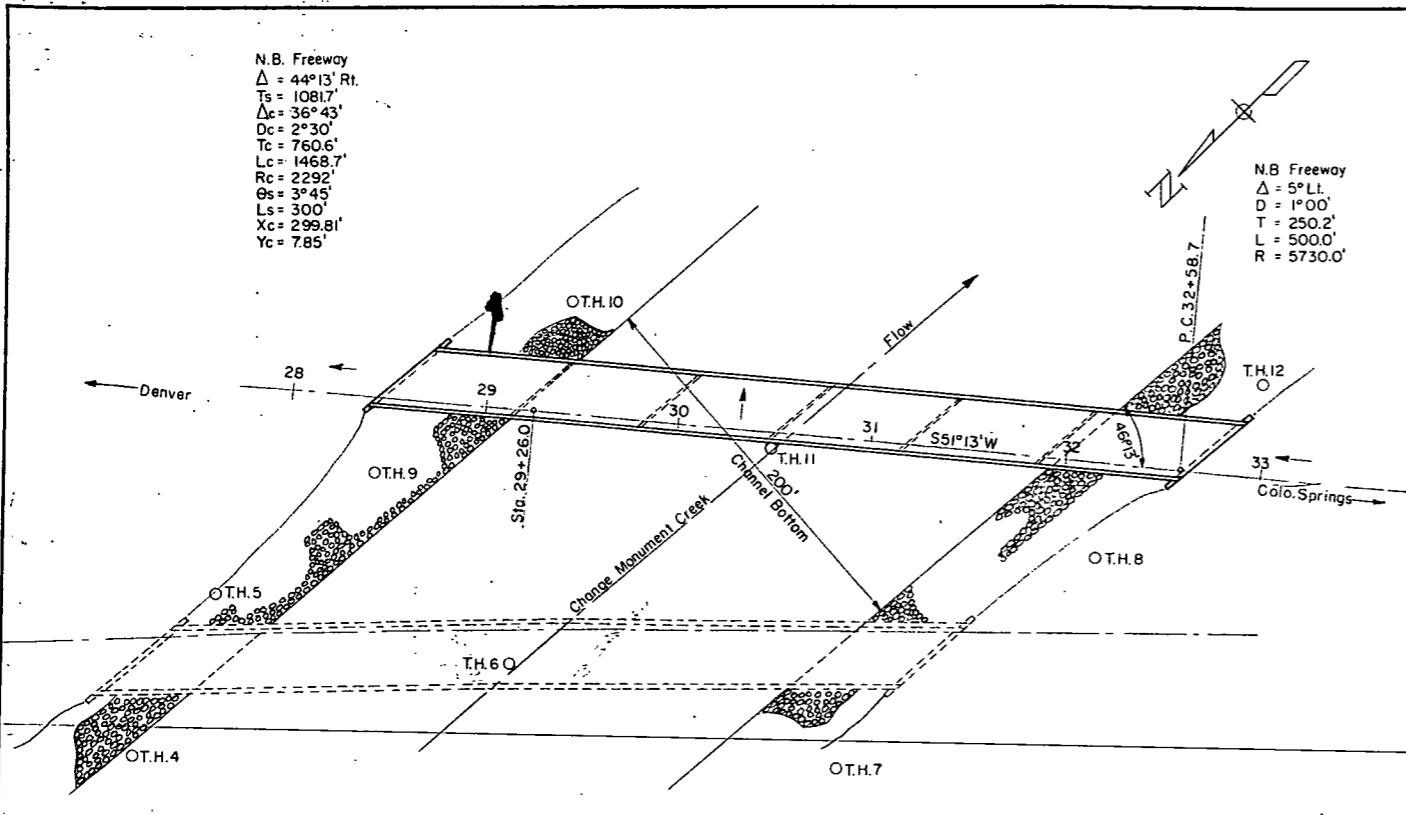 N.B. Freeway
Δ = 44°13' Rt.
Ts = 1081.7'
Δc = 36°43'
Dc = 2°30'
Tc = 760.6'
Lc = 1468.7'
Rc = 2292'
θs = 3°45'
Ls = 300'
Xc = 299.81'
Yc = 7.85'
N
N.B Freeway
Δ = 5° Lt.
D = 1°00'
T = 250.2'
L = 500.0'
R = 5730.0'
P.C. 32+58.7
T.H.10
Flow
T.H.12
Denver
28
29
30
31
32
33
S51°13'W
46°13'
Colo. Springs
T.H.9
Sta. 29+26.0
T.H.11
200'
Channel Bottom
T.H.8
T.H.5
Change Monument Creek
T.H.6
T.H.4
T.H.7